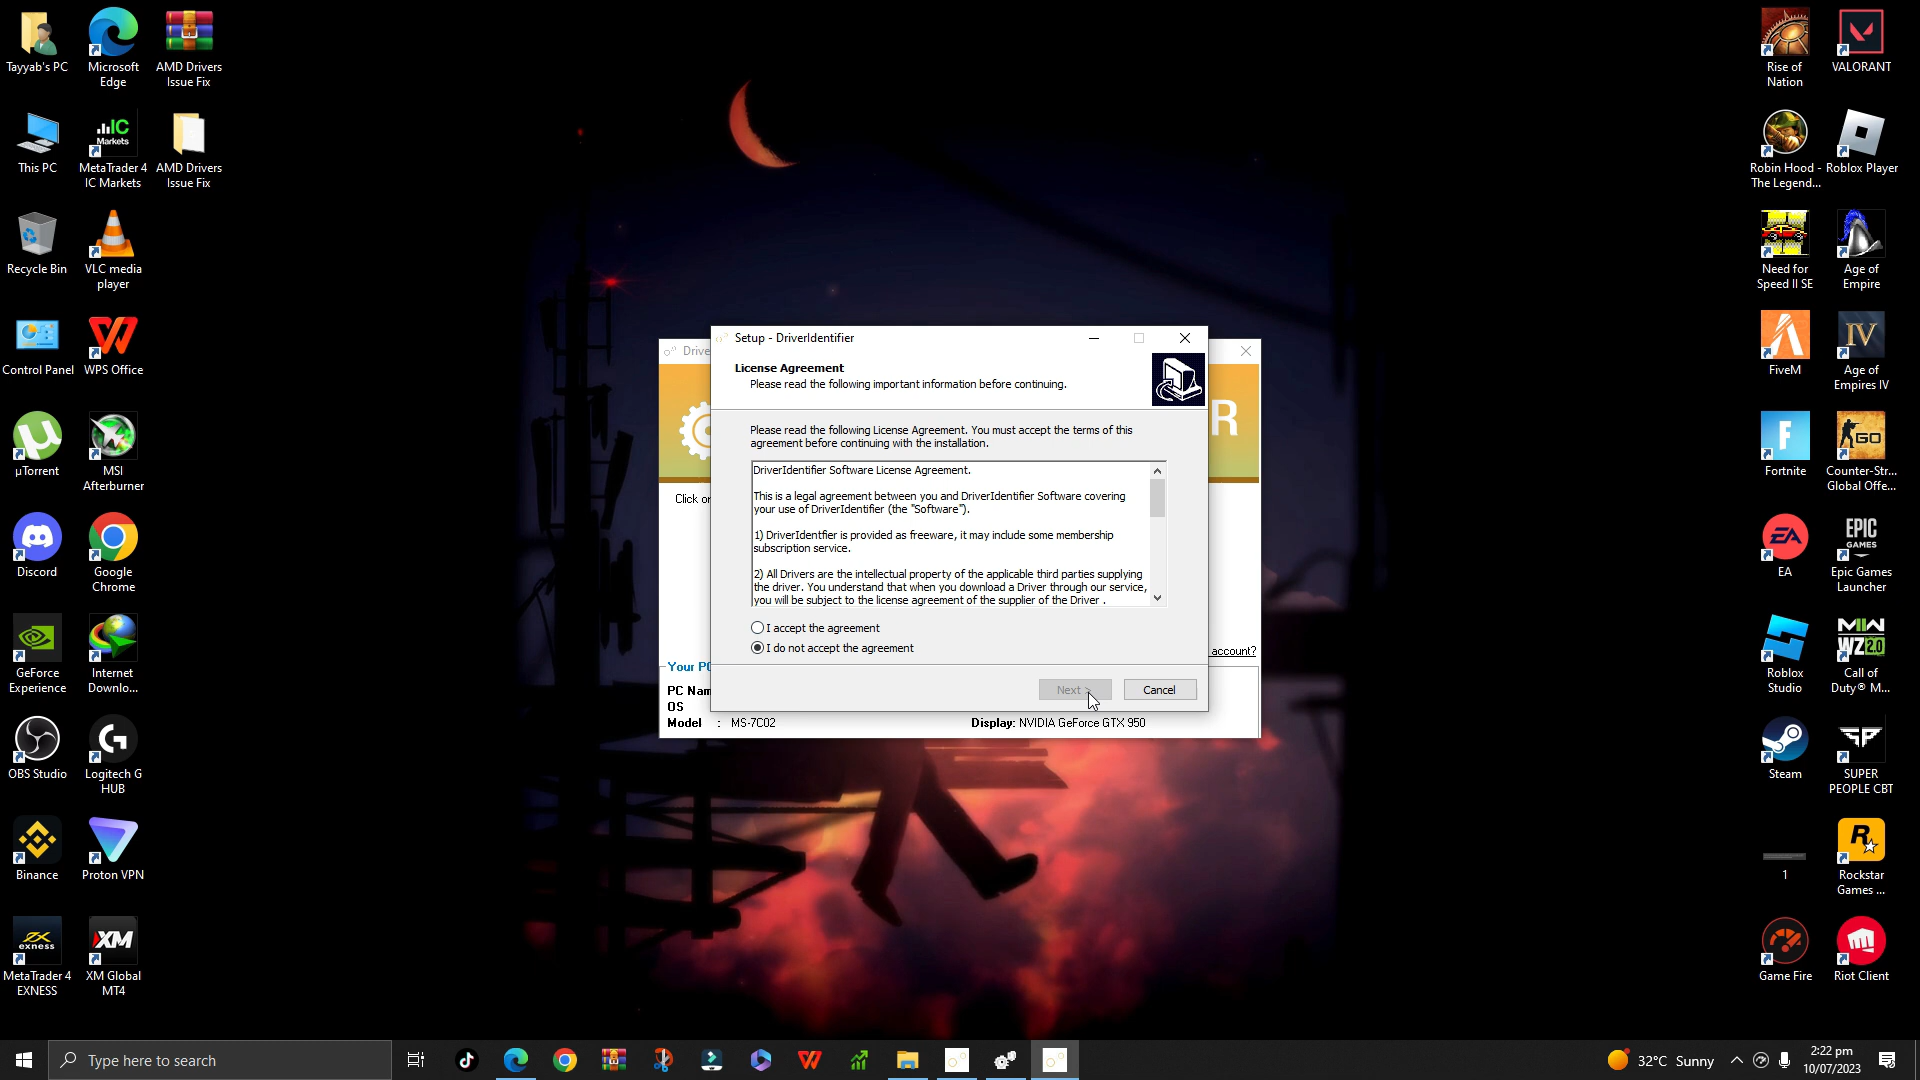 Tayyab's PC
Microsoft
Edge
AMD Drivers
Issue Fix
This PC
MetaTrader 4
IC Markets
AMD Drivers
Issue Fix
Recycle Bin
VLC media
player
Control Panel
WPS Office
µTorrent
MSI
Afterburner
Discord
Google
Chrome
GeForce
Experience
Internet
Downlo...
OBS Studio
Logitech G
HUB
Binance
Proton VPN
MetaTrader 4
EXNESS
XM Global
MT4
Setup - DriverIdentifier
License Agreement
Please read the following important information before continuing.
Please read the following License Agreement. You must accept the terms of this
agreement before continuing with the installation.
DriverIdentifier Software License Agreement.
This is a legal agreement between you and DriverIdentifier Software covering
your use of DriverIdentifier (the "Software").
1) DriverIdentfier is provided as freeware, it may include some membership
subscription service.
2) All Drivers are the intellectual property of the applicable third parties supplying
the driver. You understand that when you download a Driver through our service,
you will be subject to the license agreement of the supplier of the Driver .
I accept the agreement
I do not accept the agreement
Next >
Cancel
Drive
R
Click or
account?
Your PC
PC Nam
OS
Model : MS-7C02
Display: NVIDIA GeForce GTX 950
Rise of
Nation
VALORANT
Robin Hood -
The Legend...
Roblox Player
Need for
Speed II SE
Age of
Empire
FiveM
Age of
Empires IV
Fortnite
Counter-Str...
Global Offe...
EA
Epic Games
Launcher
Roblox
Studio
Call of
Duty® M...
Steam
SUPER
PEOPLE CBT
1
Rockstar
Games ...
Game Fire
Riot Client
Type here to search
32°C Sunny
2:22 pm
10/07/2023